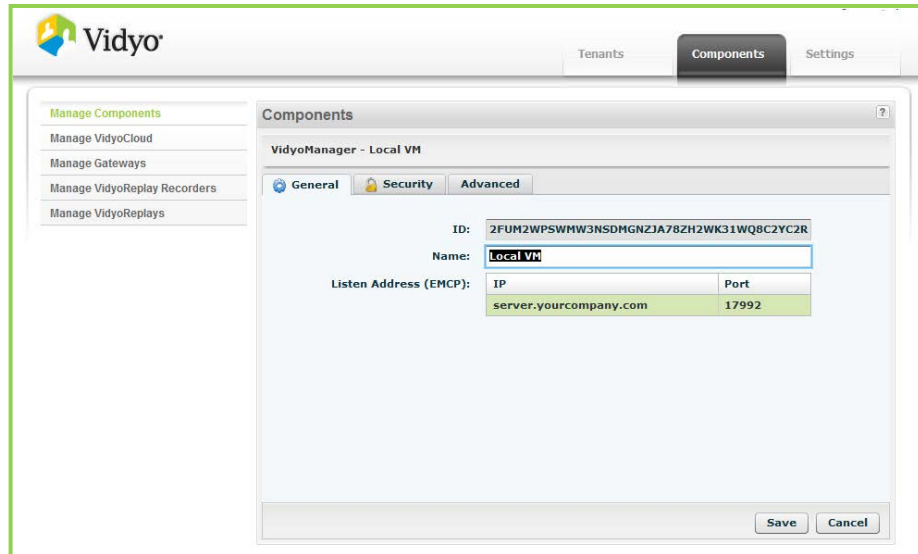 Vidyo
Tenants Components Settings
Manage Components
Manage VidyoCloud
Manage Gateways
Manage VidyoReplay Recorders
Manage VidyoReplays
Components ?
VidyoManager - Local VM
General Security Advanced
ID: 2FUM2WPSWMW3NSDMGNZJA78ZH2WK31WQ8C2YC2R
Name: Local VM
Listen Address (EMCP): IP Port
server.yourcompany.com 17992
Save Cancel